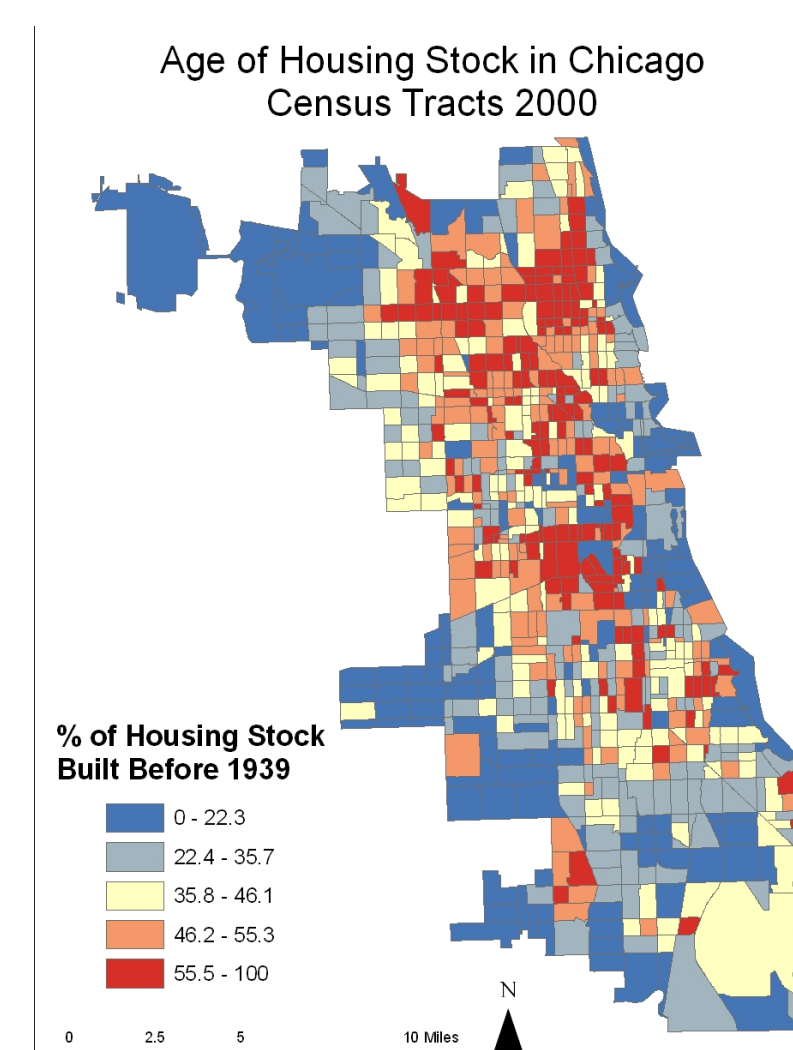 Age of Housing Stock in Chicago
Census Tracts 2000
% of Housing Stock
Built Before 1939
0 - 22.3
22.4 - 35.7
35.8 - 46.1
46.2 - 55.3
55.5 - 100
N
0 2.5 5 10 Miles